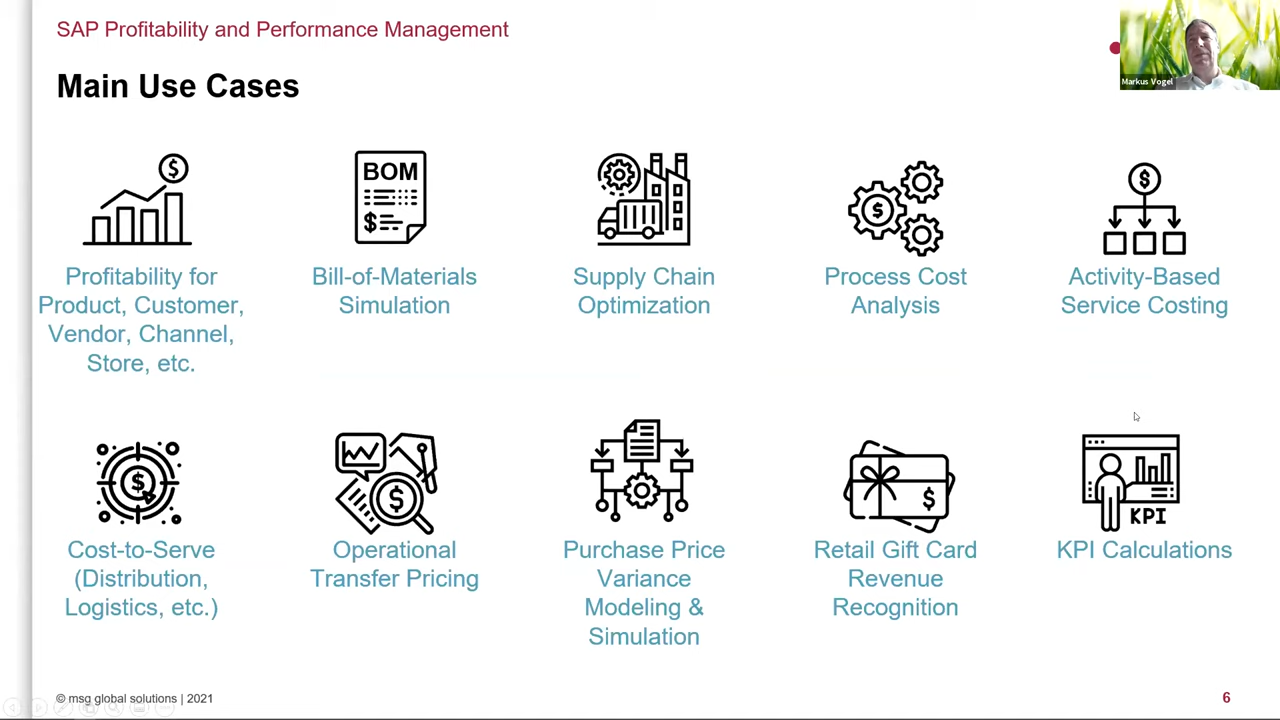 SAP Profitability and Performance Management
Markus Vogel
Main Use Cases
$
BOM
$
$
$
$
Profitability for
Product, Customer,
Vendor, Channel,
Store, etc.
Bill-of-Materials
Simulation
Supply Chain
Optimization
Process Cost
Analysis
Activity-Based
Service Costing
$
$
$
KPI
Cost-to-Serve
(Distribution,
Logistics, etc.)
Operational
Transfer Pricing
Purchase Price
Variance
Modeling &
Simulation
Retail Gift Card
Revenue
Recognition
KPI Calculations
© msg global solutions | 2021
6